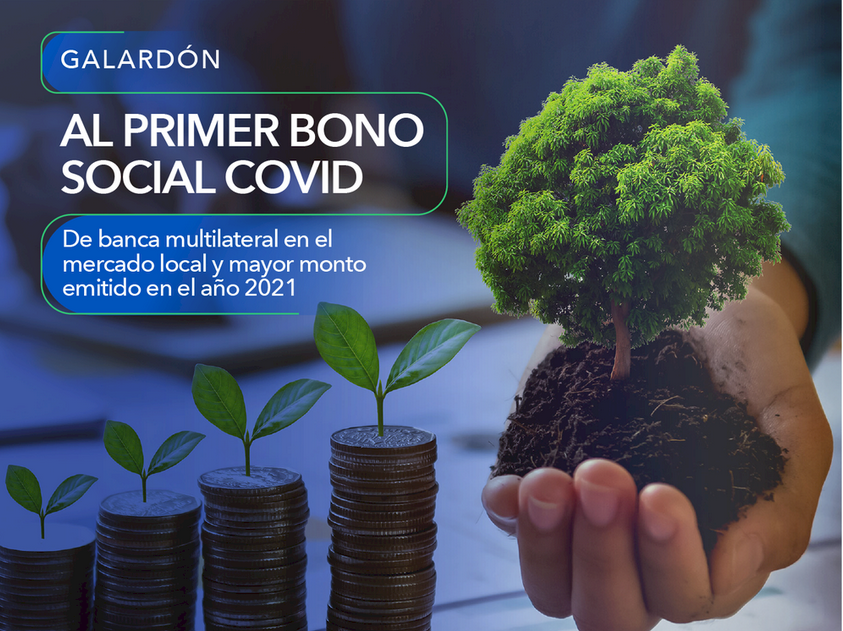 GALARDÓN
AL PRIMER BONO
SOCIAL COVID
De banca multilateral en el
mercado local y mayor monto
emitido en el año 2021